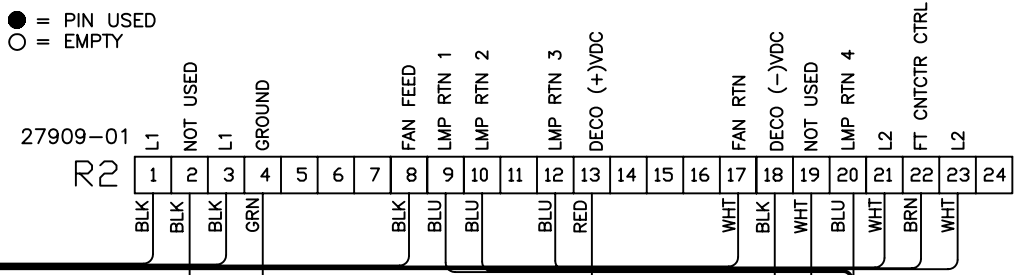 = PIN USED
= EMPTY
L1
NOT USED
L1
GROUND
FAN FEED
LMP RTN 1
LMP RTN 2
LMP RTN 3
DECO (+)VDC
FAN RTN
DECO (-)VDC
NOT USED
LMP RTN 4
L2
FT CNTCTR CTRL
L2
27909-01
R2 1 2 3 4 5 6 7 8 9 10 11 12 13 14 15 16 17 18 19 20 21 22 23 24
BLK
BLK
BLK
GRN
BLK
BLU
BLU
BLU
RED
WHT
BLK
WHT
BLU
WHT
BRN
WHT